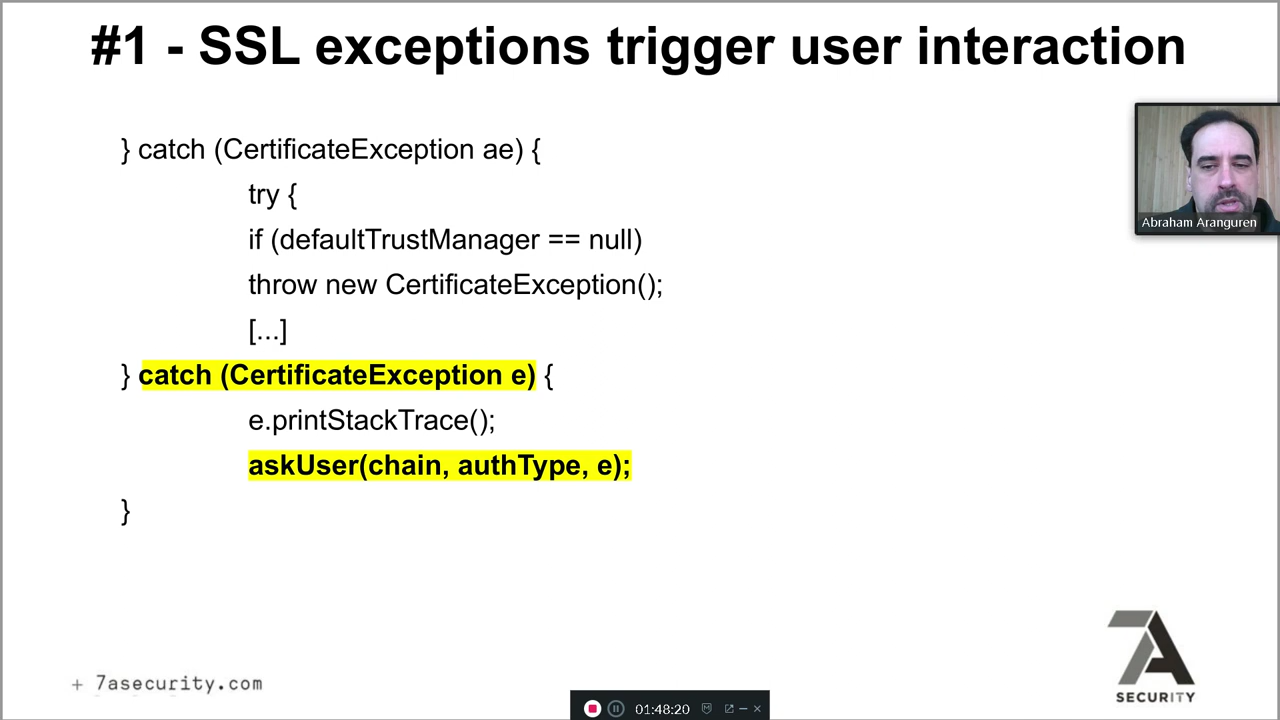 #1 - SSL exceptions trigger user interaction
} catch (CertificateException ae) {
try {
if (defaultTrustManager == null)
throw new CertificateException();
[...]
} catch (CertificateException e) {
e.printStackTrace();
askUser(chain, authType, e);
}
Abraham Aranguren
+ 7asecurity.com
7A
SECURITY
01:48:20